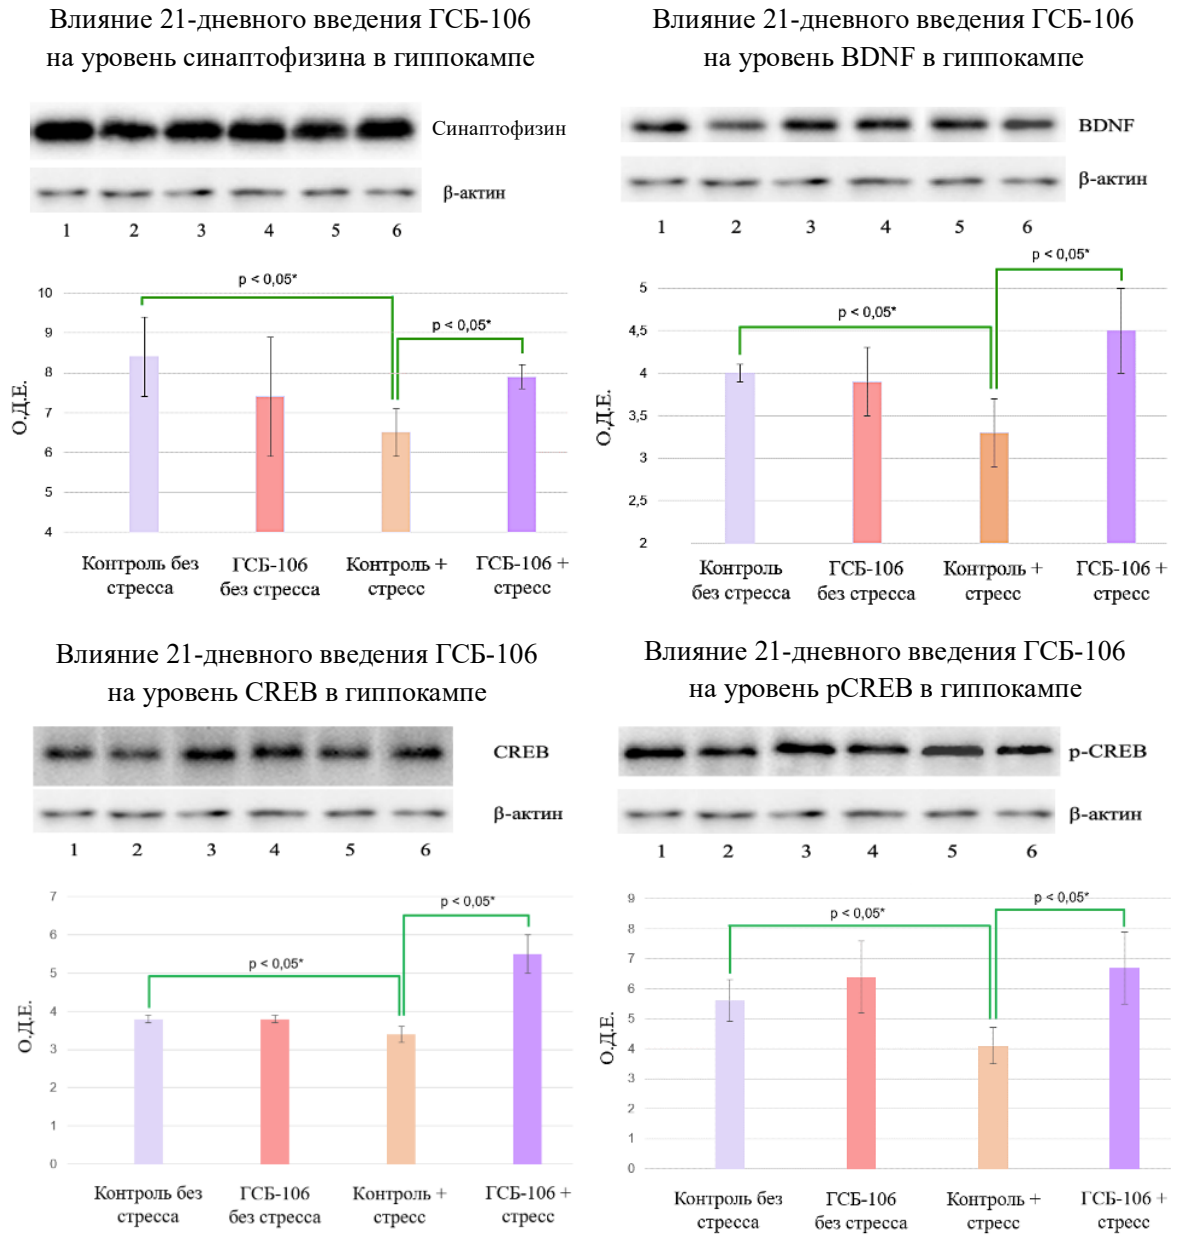 Влияние 21-дневного введения ГСБ-106
на уровень синаптофизина в гиппокампе
Синаптофизин
β-актин
1 2 3 4 5 6
p < 0,05*
p < 0,05*
10
9
8
7
6
5
4
О.Д.Е.
Контроль без
стресса
ГСБ-106
без стресса
Контроль +
стресс
ГСБ-106 +
стресс
Влияние 21-дневного введения ГСБ-106
на уровень BDNF в гиппокампе
BDNF
β-актин
1 2 3 4 5 6
p < 0,05*
p < 0,05*
5
4,5
4
3,5
3
2,5
2
О.Д.Е.
Контроль
без стресса
ГСБ-106
без стресса
Контроль +
стресс
ГСБ-106 +
стресс
Влияние 21-дневного введения ГСБ-106
на уровень CREB в гиппокампе
CREB
β-актин
1 2 3 4 5 6
p < 0,05*
p < 0,05*
7
6
5
4
3
2
1
0
О.Д.Е.
Контроль без
стресса
ГСБ-106
без стресса
Контроль +
стресс
ГСБ-106 +
стресс
Влияние 21-дневного введения ГСБ-106
на уровень pCREB в гиппокампе
p-CREB
β-актин
1 2 3 4 5 6
p < 0,05*
p < 0,05*
9
8
7
6
5
4
3
2
1
0
О.Д.Е.
Контроль без
стресса
ГСБ-106
без стресса
Контроль +
стресс
ГСБ-106 +
стресс